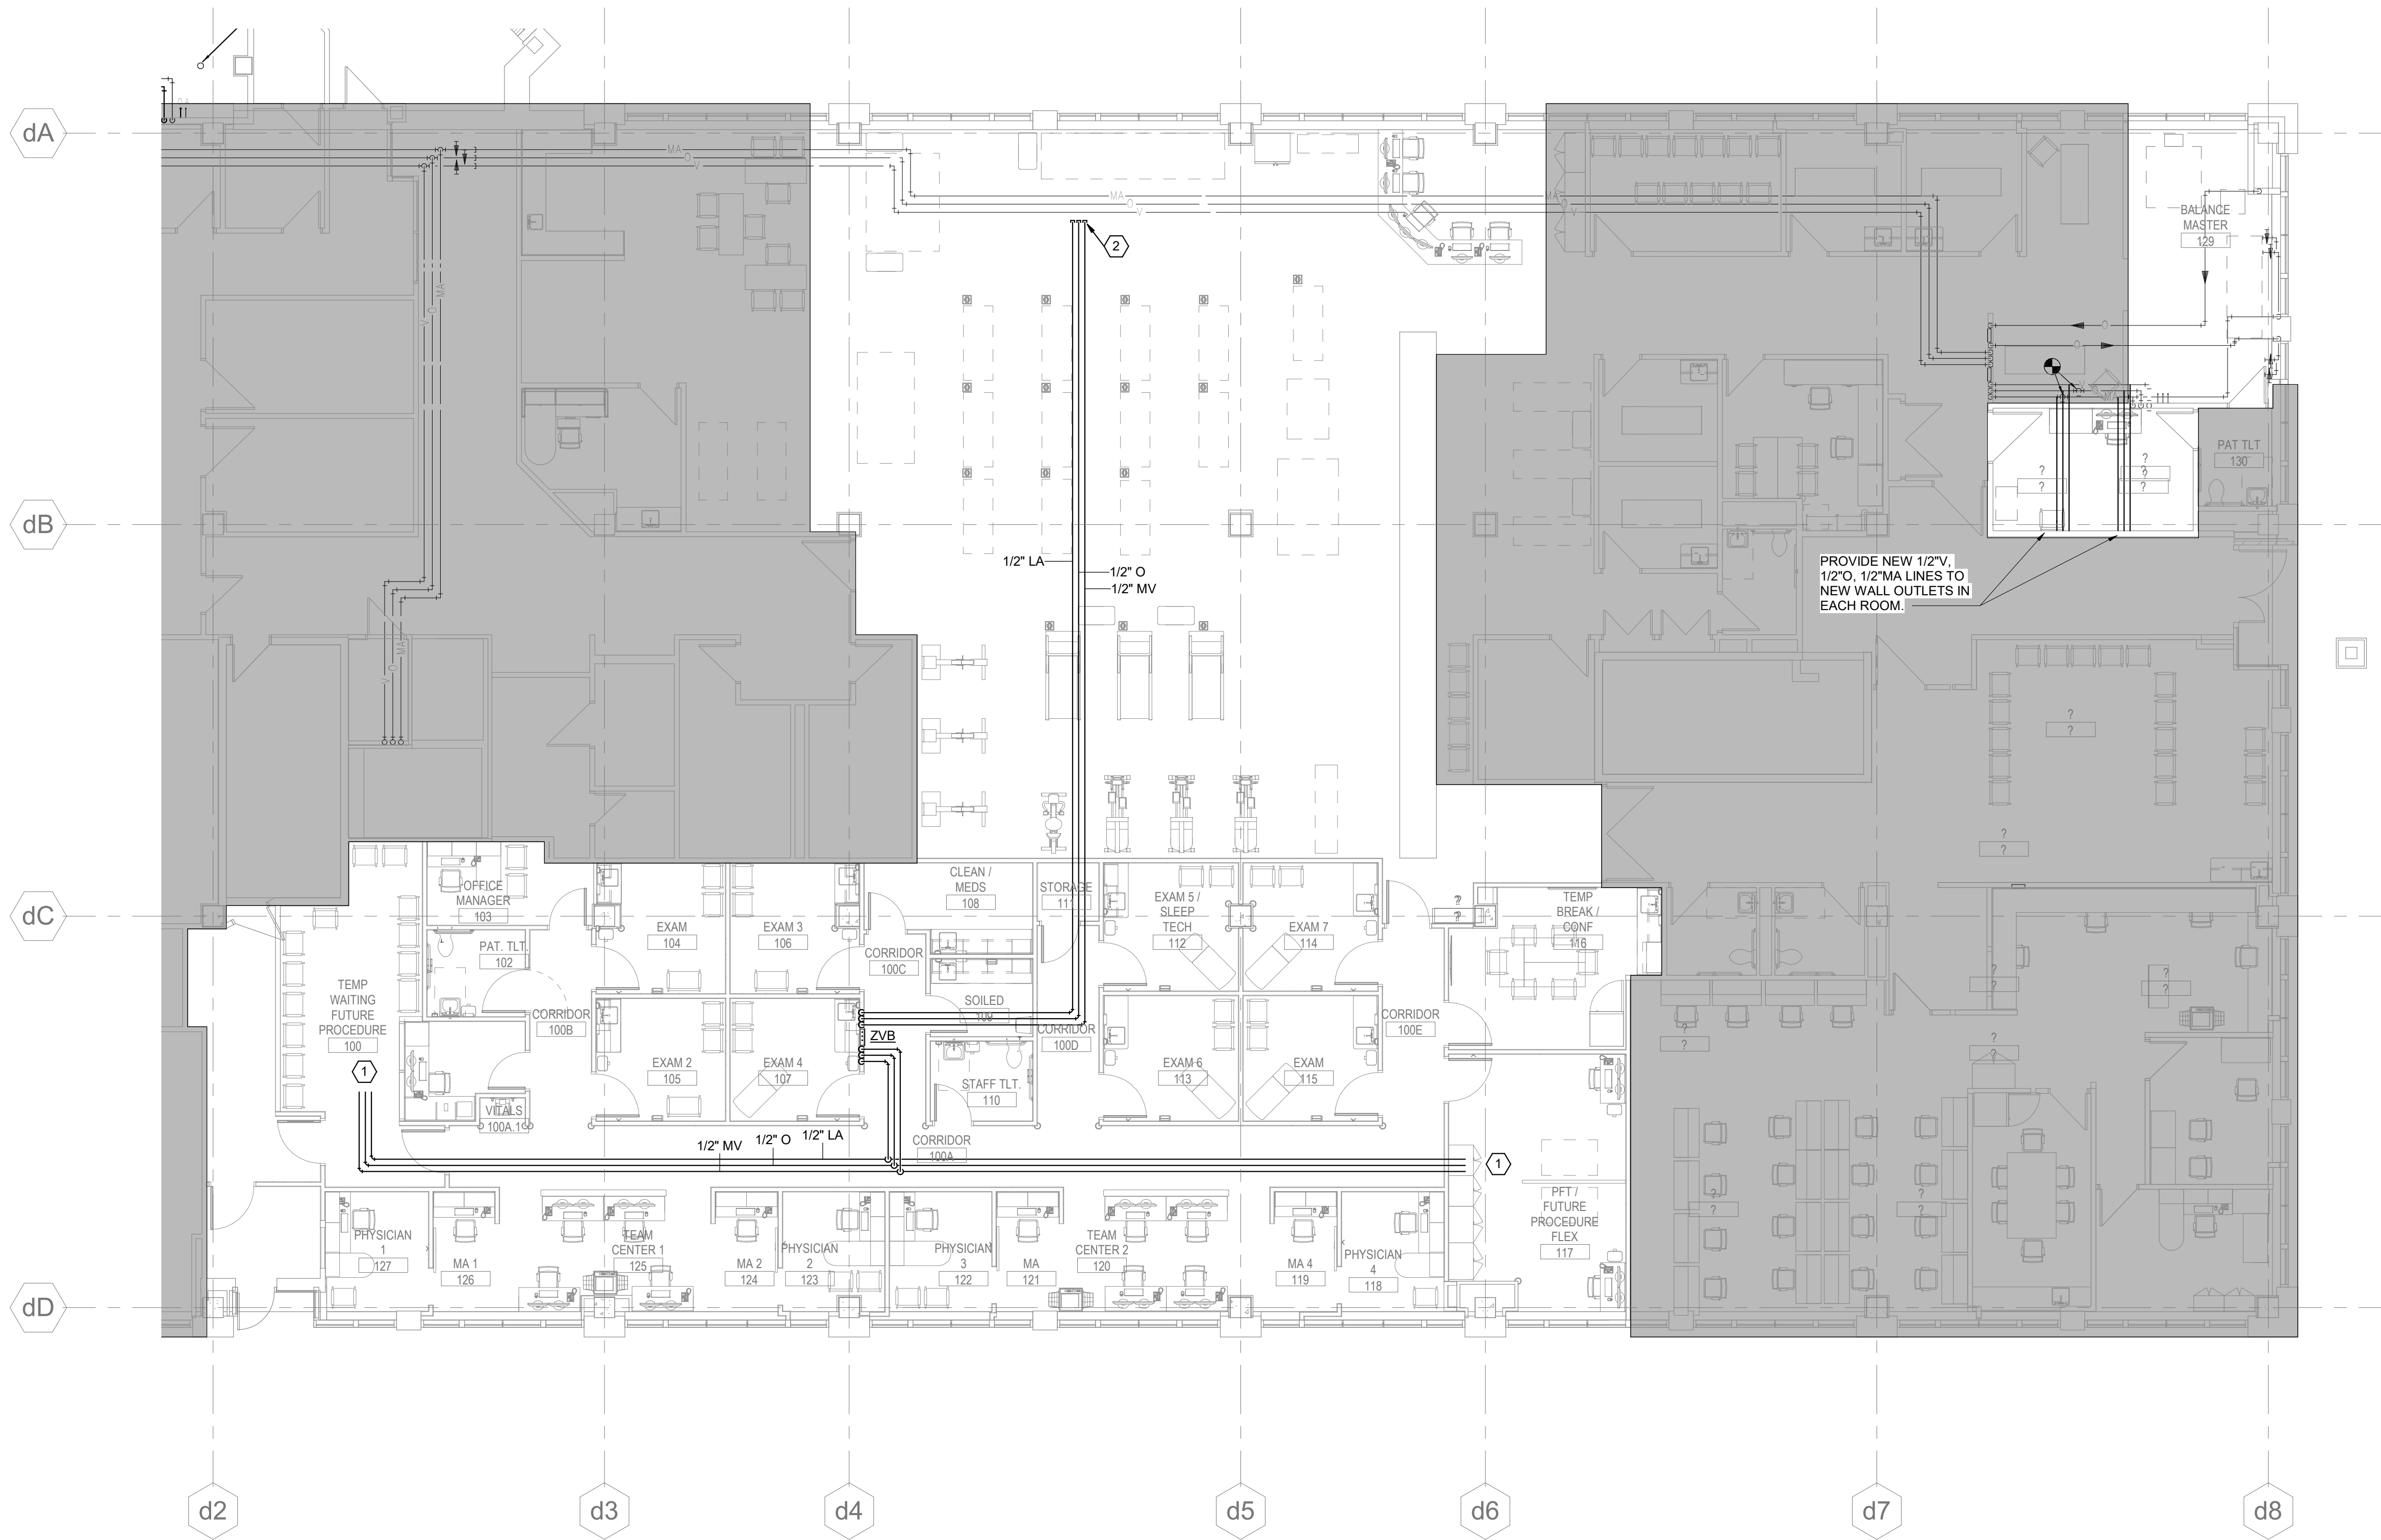 dA
MA
O
V
MA
O
V
MA
O
V
BALANCE
MASTER
129
2
MA
O
V
O
O
PAT TLT
130
?
?
?
?
?
dB
1/2" LA
1/2" O
1/2" MV
PROVIDE NEW 1/2"V,
1/2"O, 1/2"MA LINES TO
NEW WALL OUTLETS IN
EACH ROOM.
MA
O
V
?
?
?
?
dC
OFFICE
MANAGER
103
EXAM
104
EXAM 3
106
CLEAN /
MEDS
108
STORAGE
111
EXAM 5 /
SLEEP
TECH
112
EXAM 7
114
?
?
TEMP
BREAK /
CONF
116
PAT. TLT.
102
CORRIDOR
100C
?
?
?
?
TEMP
WAITING
FUTURE
PROCEDURE
100
CORRIDOR
100B
SOILED
109
CORRIDOR
100D
CORRIDOR
100E
?
?
?
?
ZVB
1
EXAM 2
105
EXAM 4
107
STAFF TLT.
110
EXAM 6
113
EXAM
115
VITALS
100A.1
1/2" MV
1/2" O
1/2" LA
CORRIDOR
100A
1
PHYSICIAN
1
127
MA 1
126
TEAM
CENTER 1
125
MA 2
124
PHYSICIAN
2
123
PHYSICIAN
3
122
MA
121
TEAM
CENTER 2
120
MA 4
119
PHYSICIAN
4
118
PFT /
FUTURE
PROCEDURE
FLEX
117
?
?
?
?
dD
d2
d3
d4
d5
d6
d7
d8